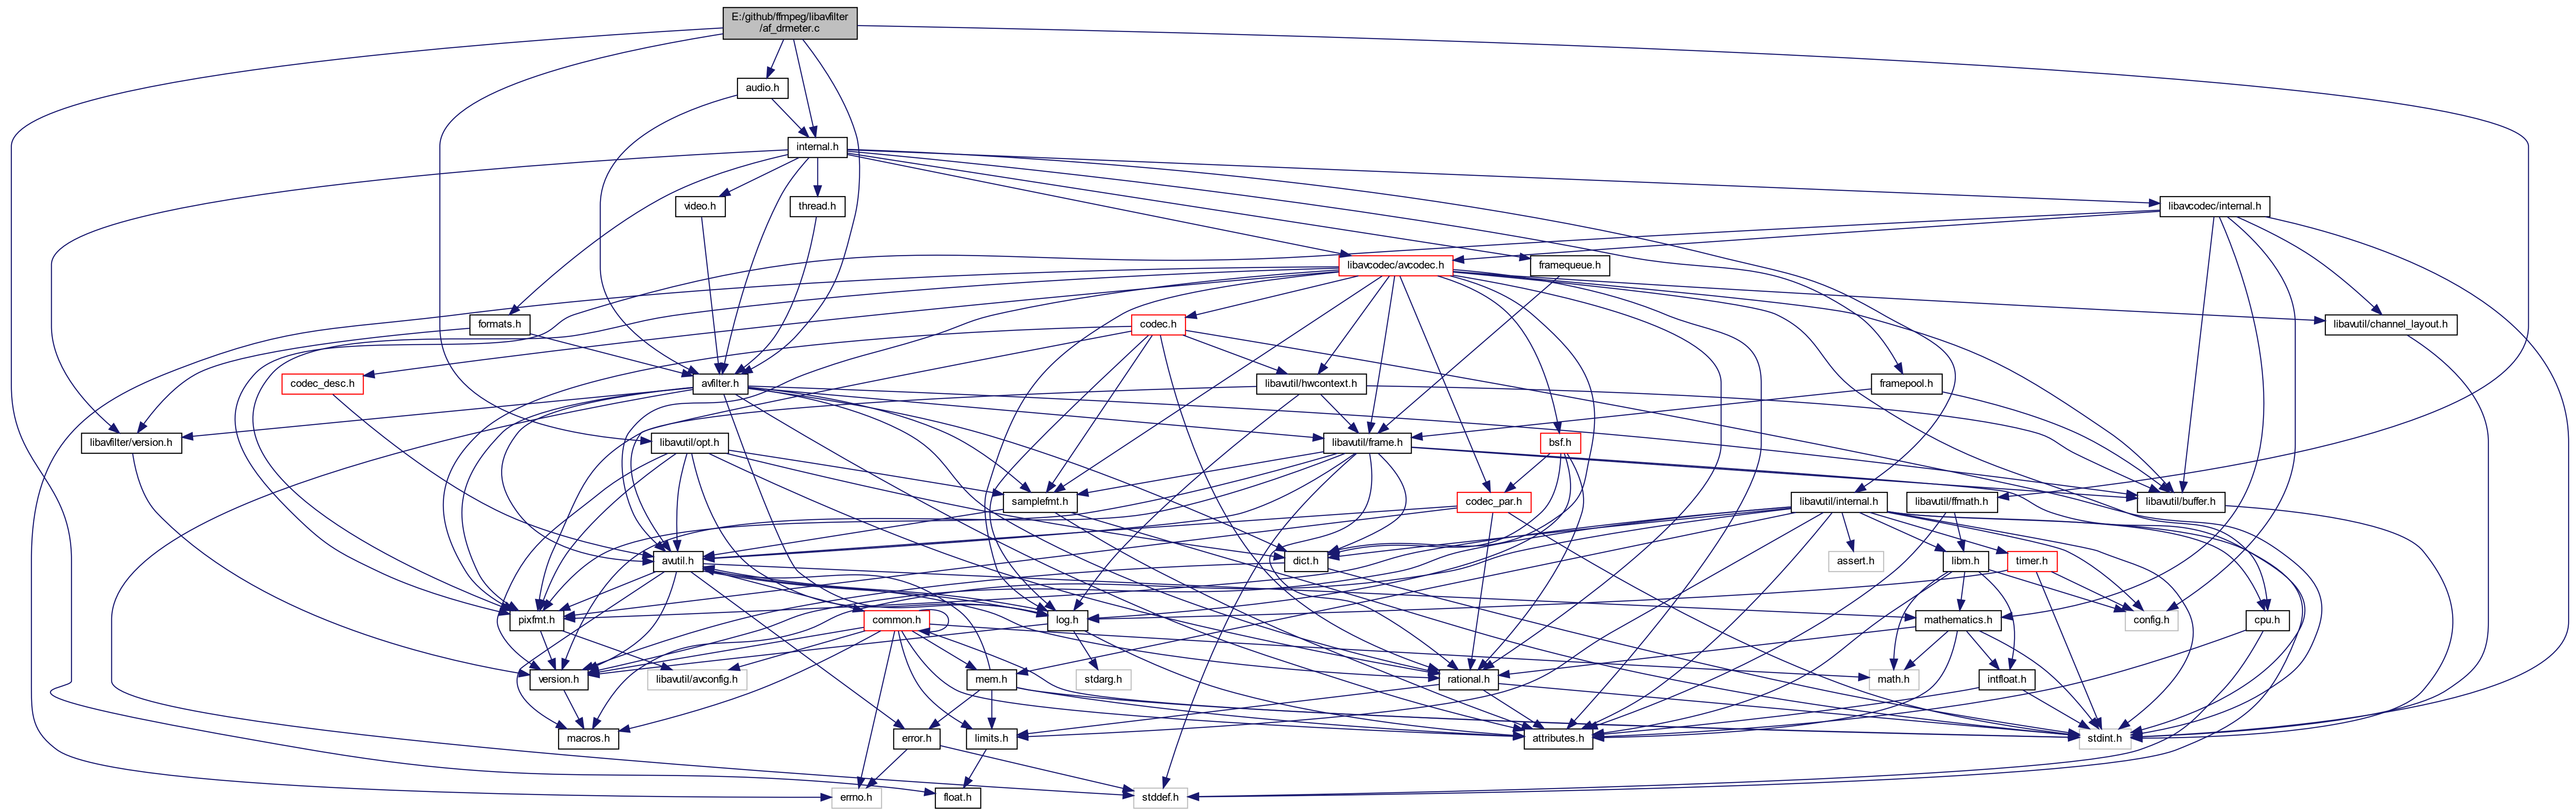 E:/github/ffmpeg/libavfilter
/af_drmeter.c
audio.h
internal.h
video.h
thread.h
libavcodec/internal.h
libavcodec/avcodec.h
framequeue.h
formats.h
codec.h
libavutil/channel_layout.h
codec_desc.h
avfilter.h
libavutil/hwcontext.h
framepool.h
libavfilter/version.h
libavutil/opt.h
libavutil/frame.h
bsf.h
samplefmt.h
codec_par.h
libavutil/internal.h
libavutil/ffmath.h
libavutil/buffer.h
avutil.h
dict.h
assert.h
libm.h
timer.h
pixfmt.h
common.h
log.h
mathematics.h
config.h
cpu.h
version.h
libavutil/avconfig.h
mem.h
stdarg.h
rational.h
math.h
intfloat.h
macros.h
error.h
limits.h
attributes.h
stdint.h
errno.h
float.h
stddef.h